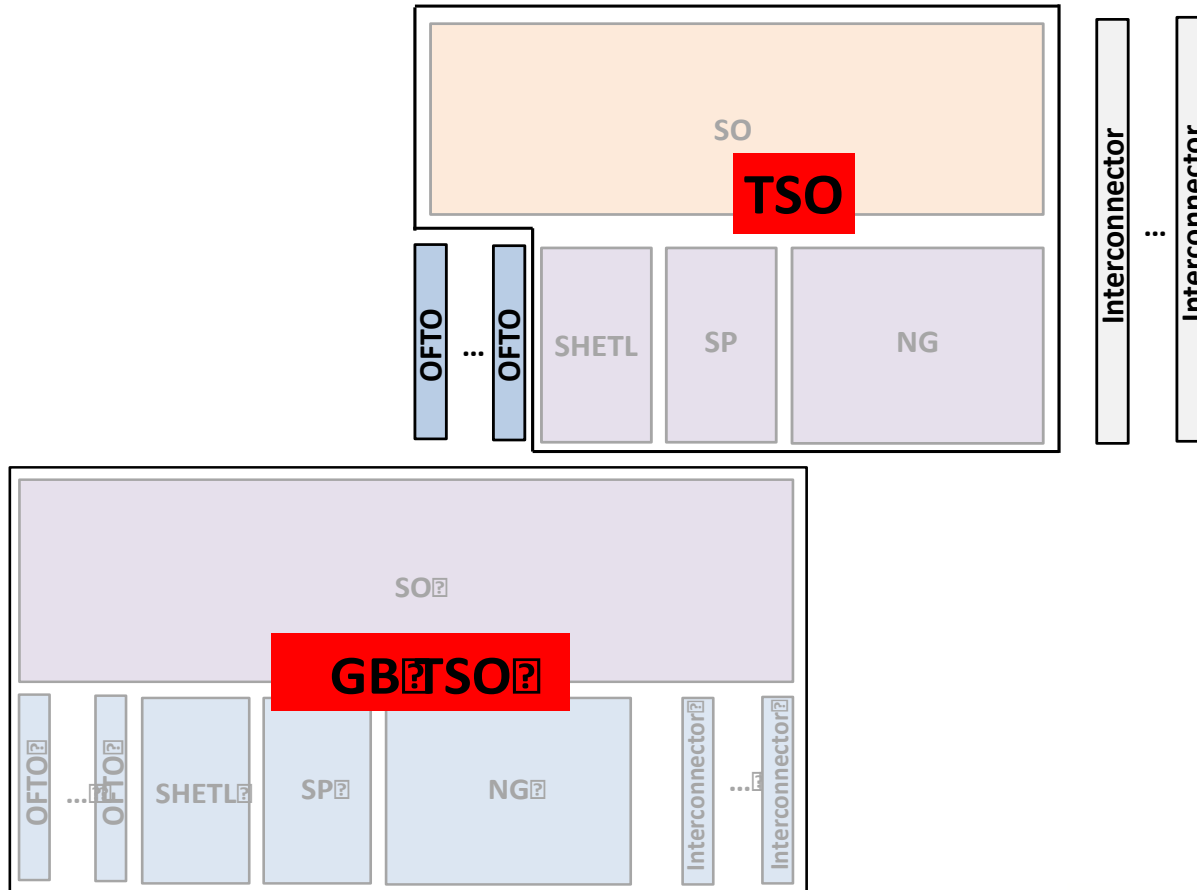 SO
TSO
OFTO
...
OFTO
SHETL
SP
NG
Interconnector
...
Interconnector
SO⍰
GB⍰TSO⍰
OFTO⍰
...⍰
OFTO⍰
SHETL⍰
SP⍰
NG⍰
Interconnector⍰
...⍰
Interconnector⍰